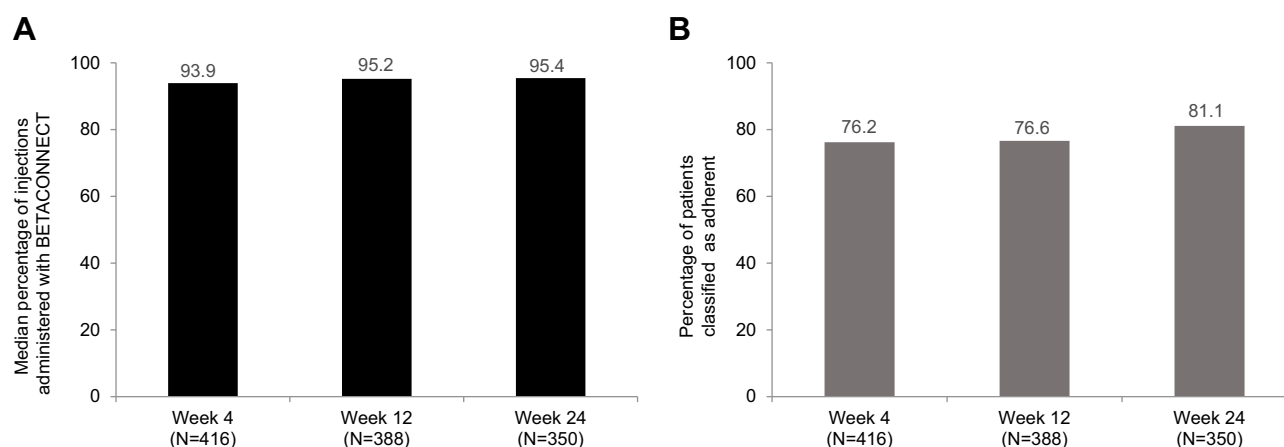 A
Median percentage of injections
administered with BETACONNECT
100
80
60
40
20
0
93.9
95.2
95.4
Week 4
(N=416)
Week 12
(N=388)
Week 24
(N=350)
B
Percentage of patients
classified as adherent
100
80
60
40
20
0
76.2
76.6
81.1
Week 4
(N=416)
Week 12
(N=388)
Week 24
(N=350)